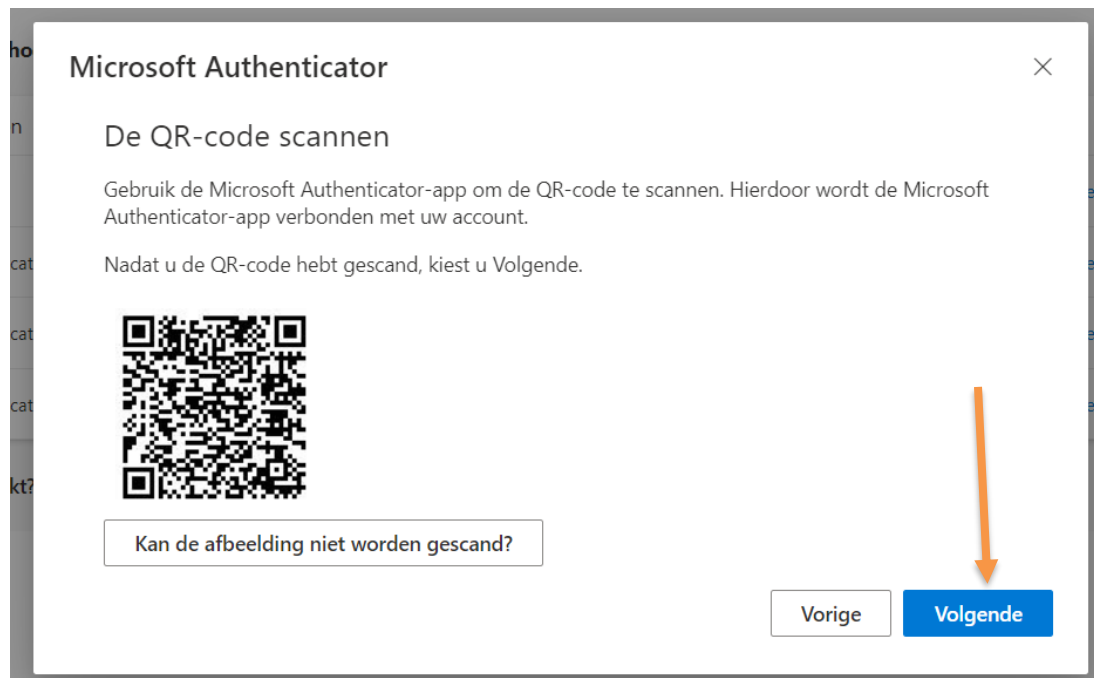 Microsoft Authenticator
De QR-code scannen
Gebruik de Microsoft Authenticator-app om de QR-code te scannen. Hierdoor wordt de Microsoft
Authenticator-app verbonden met uw account.
Nadat u de QR-code hebt gescand, kiest u Volgende.
Kan de afbeelding niet worden gescand?
Vorige
Volgende